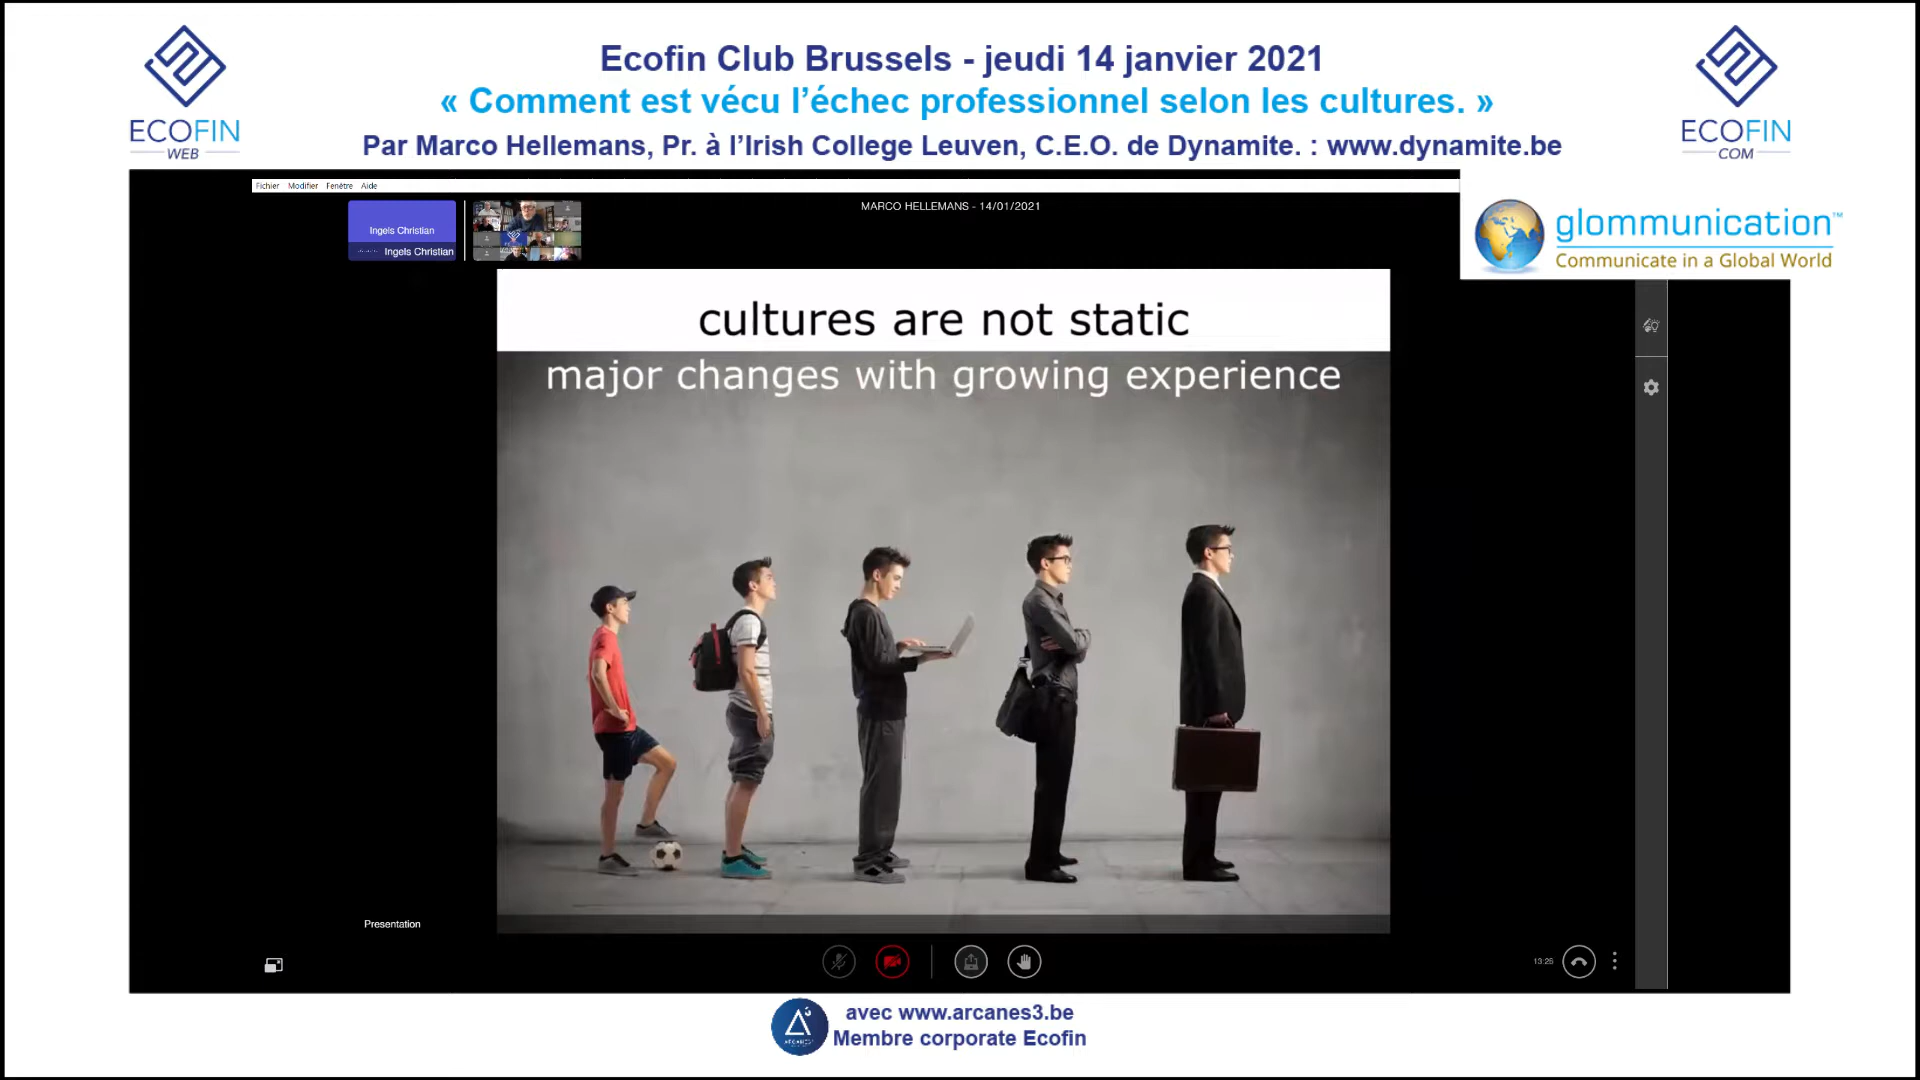 Ecofin Club Brussels - jeudi 14 janvier 2021
« Comment est vécu l’échec professionnel selon les cultures. »
Par Marco Hellemans, Pr. à l’Irish College Leuven, C.E.O. de Dynamite. : www.dynamite.be
ECOFIN
WEB
ECOFIN
COM
Fichier Modifier Fenêtre Aide
MARCO HELLEMANS - 14/01/2021
Ingels Christian
Ingels Christian
glommunication™
Communicate in a Global World
cultures are not static
major changes with growing experience
Presentation
13:26
avec www.arcanes3.be
Membre corporate Ecofin